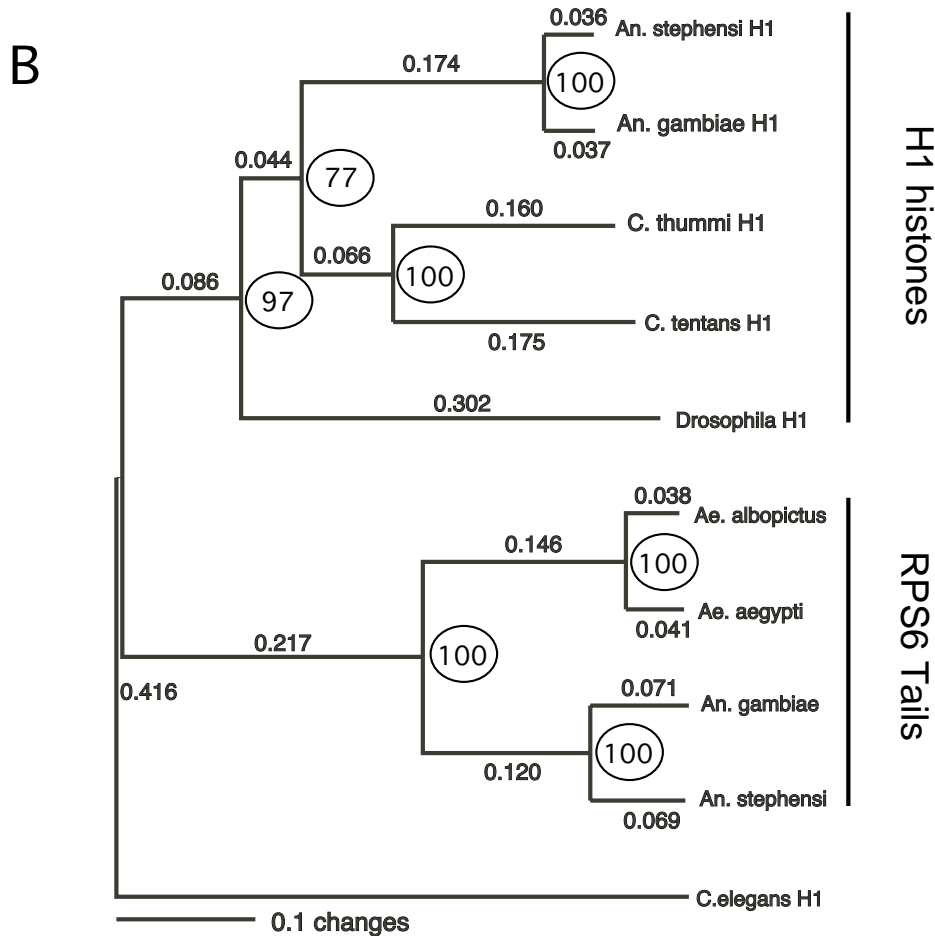 B
0.036
An. stephensi H1
0.174
100
An. gambiae H1
0.037
0.044
77
0.160
C. thummi H1
0.066
100
0.086
97
C. tentans H1
0.175
0.302
Drosophila H1
H1 histones
0.038
Ae. albopictus
0.146
100
Ae. aegypti
0.041
0.217
100
0.416
0.071
An. gambiae
100
0.120
An. stephensi
0.069
RPS6 Tails
C.elegans H1
0.1 changes